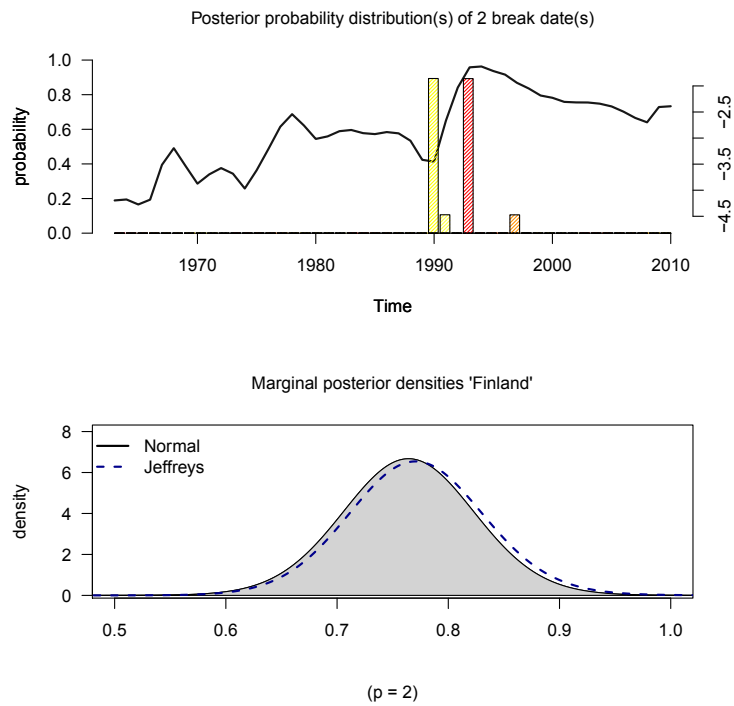 Posterior probability distribution(s) of 2 break date(s)
1.0
0.8
0.6
0.4
0.2
0.0
probability
-2.5
-3.5
-4.5
1970 1980 1990 2000 2010
Time
Marginal posterior densities 'Finland'
8
6
4
2
0
density
Normal
Jeffreys
0.5 0.6 0.7 0.8 0.9 1.0
(p = 2)